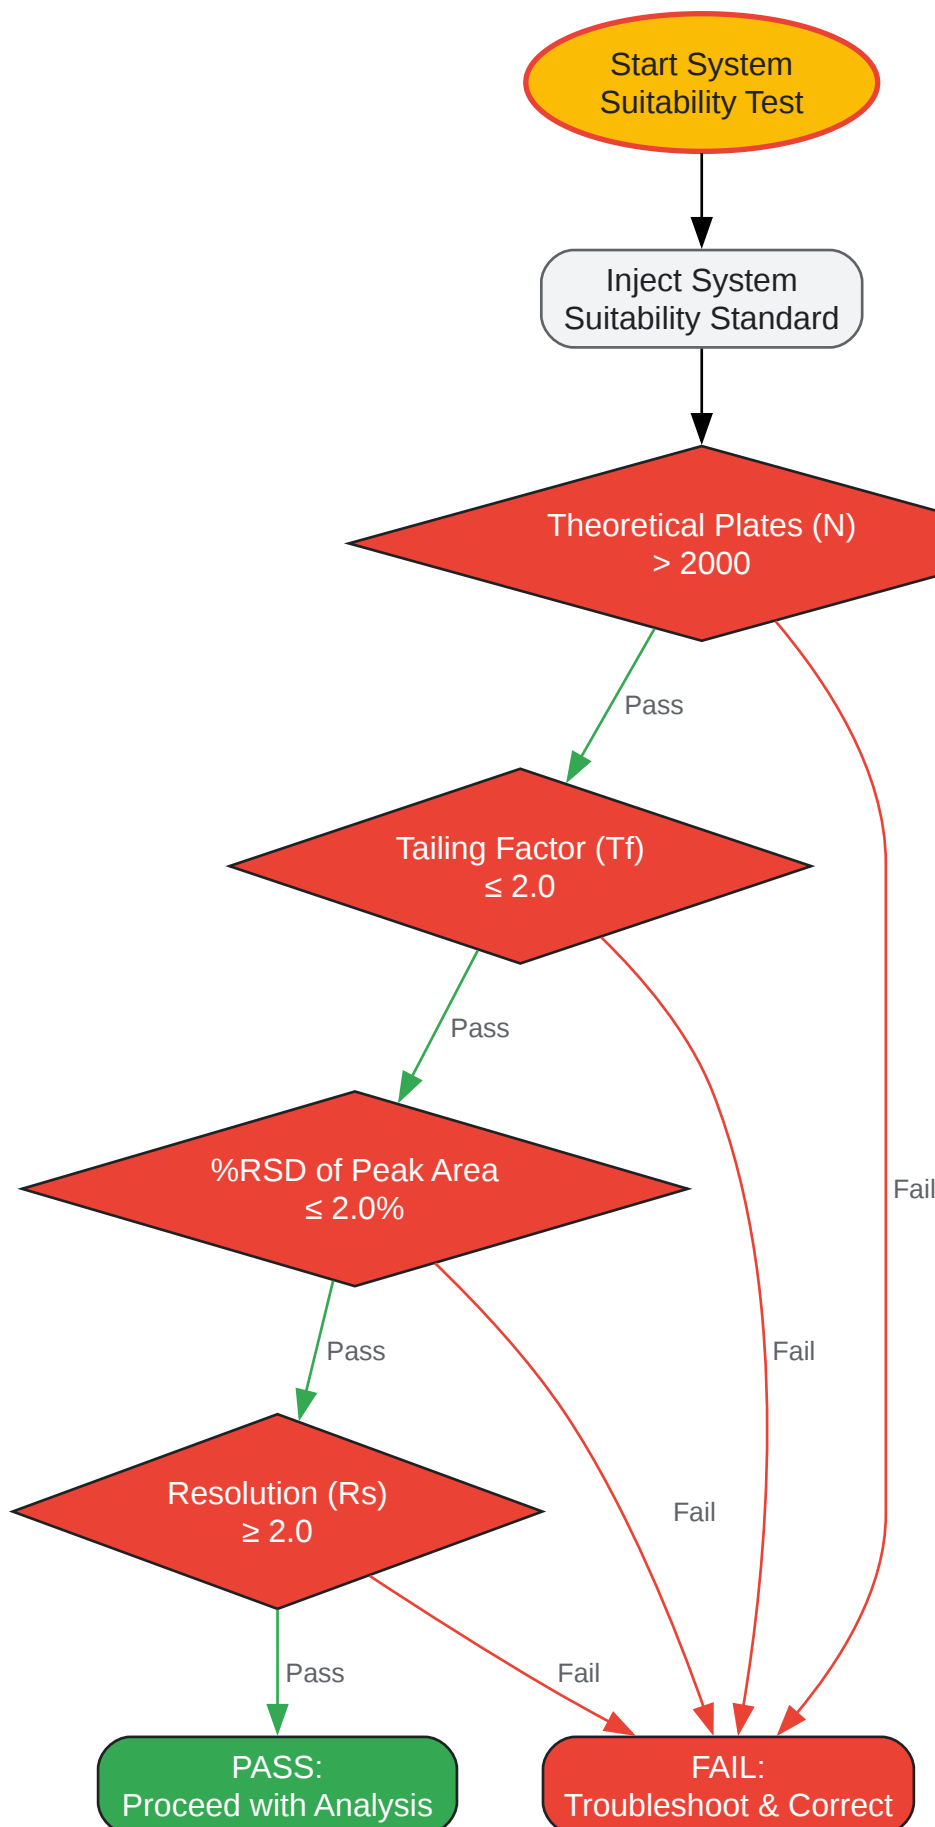 Start System
Suitability Test
Inject System
Suitability Standard
Theoretical Plates (N)
> 2000
Pass
Tailing Factor (Tf)
≤ 2.0
Pass
%RSD of Peak Area
≤ 2.0%
Fail
Pass
Fail
Resolution (Rs)
≥ 2.0
Fail
Pass
Fail
PASS:
Proceed with Analysis
FAIL:
Troubleshoot & Correct